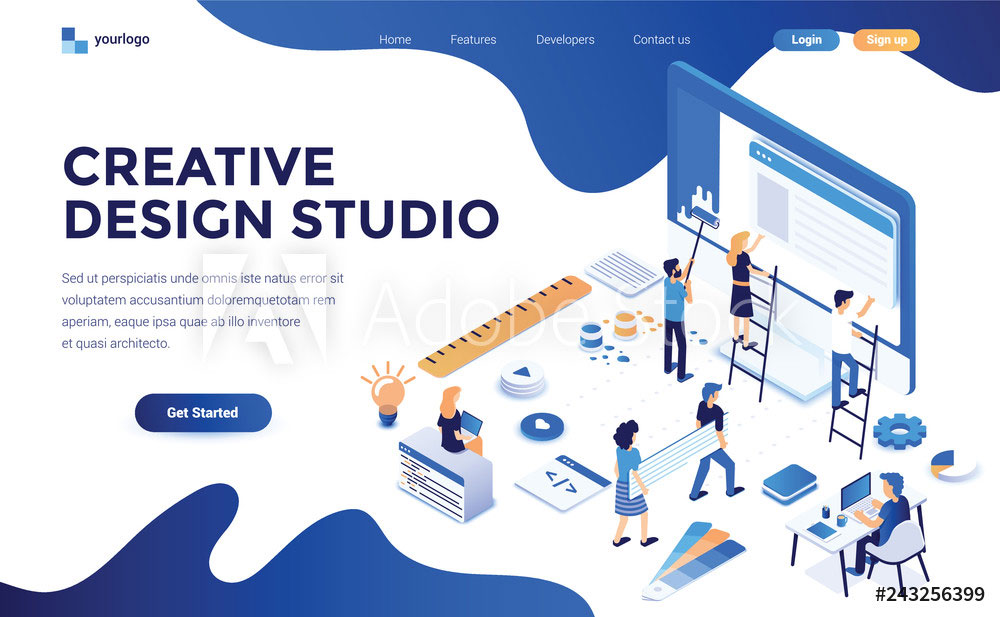 yourlogo
Home Features Developers Contact us Login Sign up
CREATIVE
DESIGN STUDIO
Sed ut perspiciatis unde omnis iste natus error sit
voluptatem accusantium doloremquetotam rem
aperiam, eaque ipsa quae ab illo inventore
et quasi architecto.
Adobe Stock
Get Started
</>
#243256399